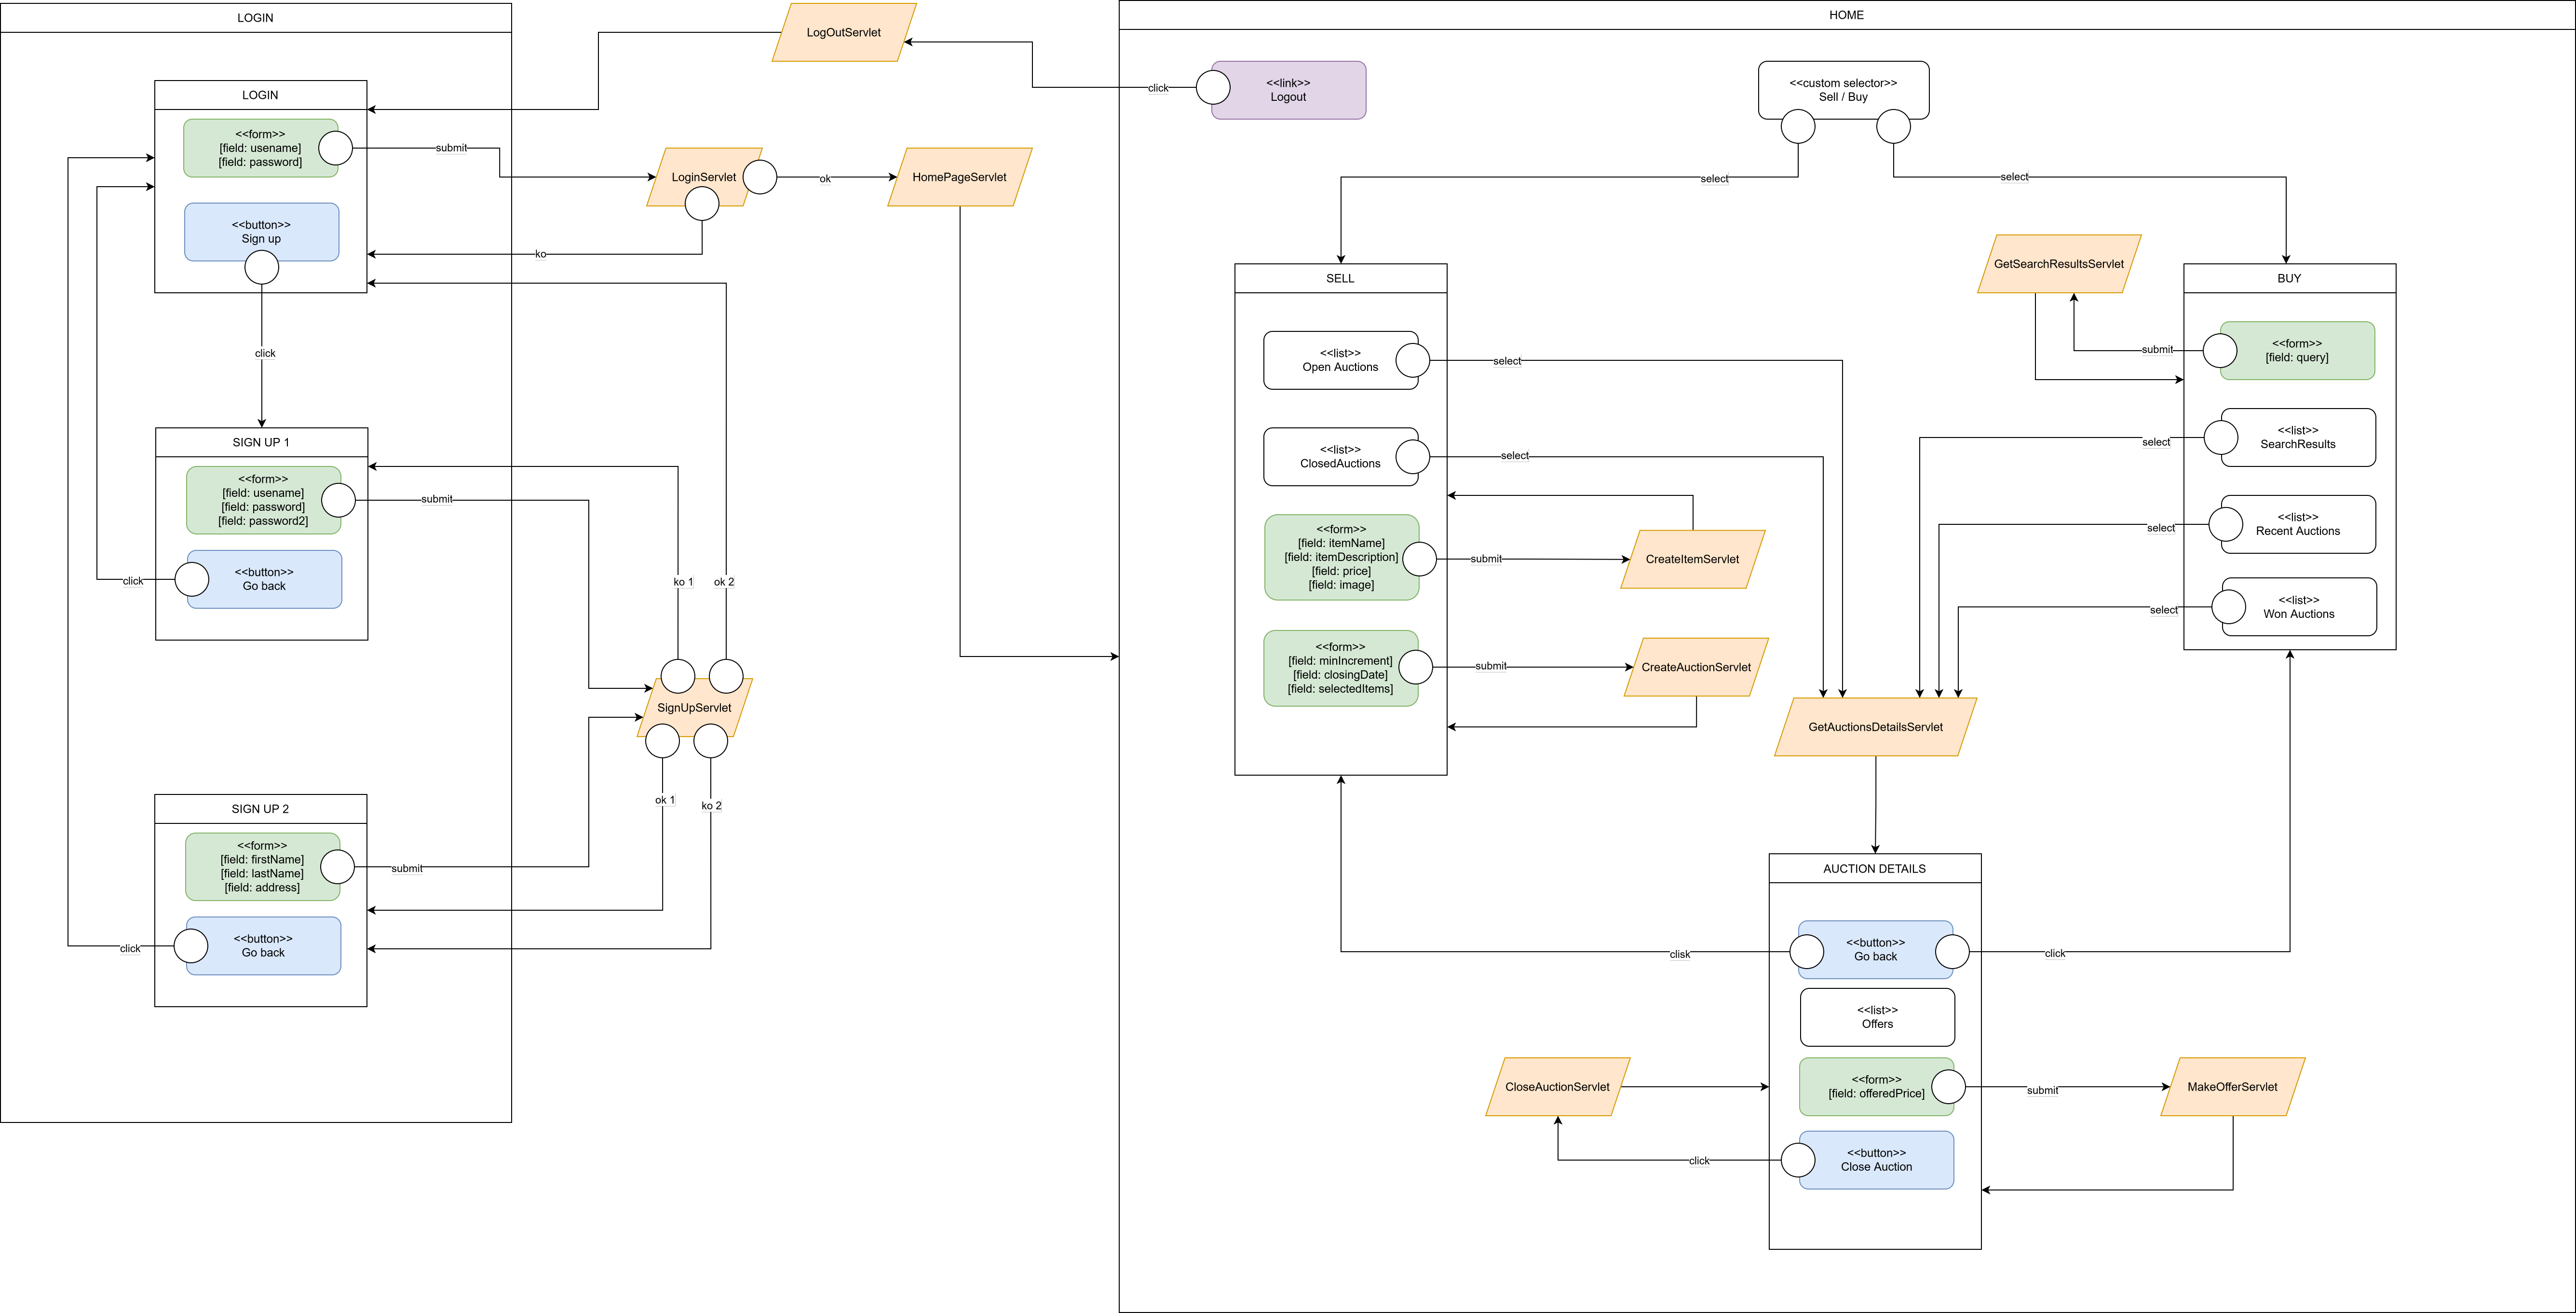 LOGIN
LOGIN
<<form>>
[field: usename]
[field: password]
submit
<<button>>
Sign up
click
SIGN UP 1
<<form>>
[field: usename]
[field: password]
[field: password2]
submit
<<button>>
Go back
click
SIGN UP 2
<<form>>
[field: firstName]
[field: lastName]
[field: address]
submit
<<button>>
Go back
click
LogOutServlet
LoginServlet
ok
ko
HomePageServlet
ko 1
ok 2
SignUpServlet
ok 1
ko 2
HOME
click
<<link>>
Logout
<<custom selector>>
Sell / Buy
select
select
SELL
<<list>>
Open Auctions
select
<<list>>
ClosedAuctions
select
<<form>>
[field: itemName]
[field: itemDescription]
[field: price]
[field: image]
submit
CreateItemServlet
<<form>>
[field: minIncrement]
[field: closingDate]
[field: selectedItems]
submit
CreateAuctionServlet
GetSearchResultsServlet
BUY
submit
<<form>>
[field: query]
select
<<list>>
SearchResults
select
<<list>>
Recent Auctions
select
<<list>>
Won Auctions
GetAuctionsDetailsServlet
AUCTION DETAILS
clisk
<<button>>
Go back
click
<<list>>
Offers
CloseAuctionServlet
<<form>>
[field: offeredPrice]
submit
MakeOfferServlet
click
<<button>>
Close Auction